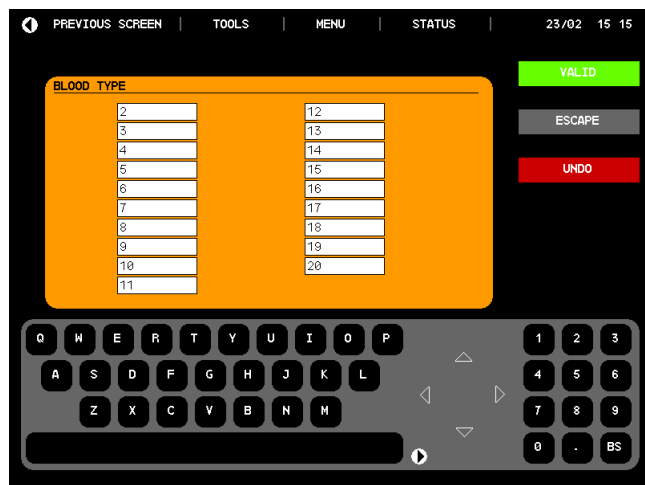 PREVIOUS SCREEN | TOOLS | MENU | STATUS | 23/02 15 15
VALID
ESCAPE
UNDO
BLOOD TYPE
2 12
3 13
4 14
5 15
6 16
7 17
8 18
9 19
10 20
11
Q W E R T Y U I O P 1 2 3
A S D F G H J K L 4 5 6
Z X C V B N M 7 8 9
0 . BS